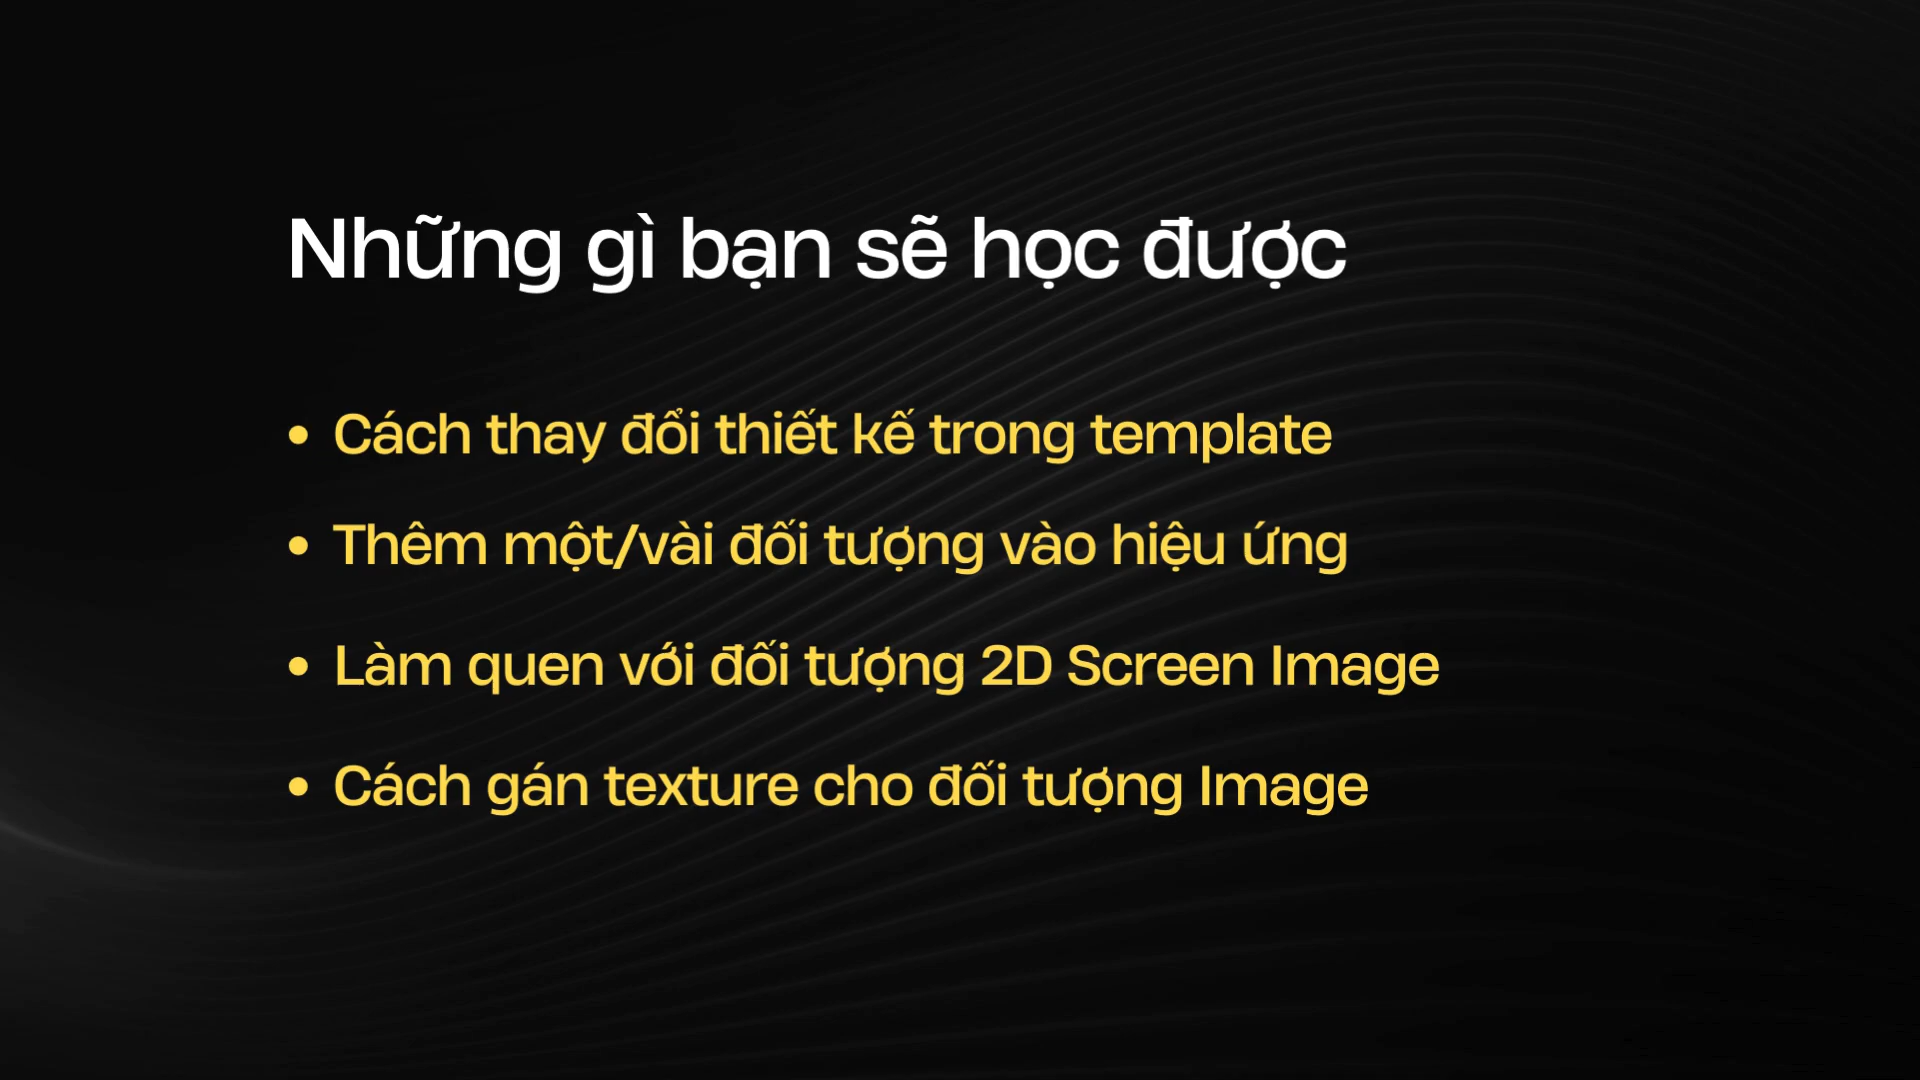 Những gì bạn sẽ học được
• Cách thay đổi thiết kế trong template
• Thêm một/vài đối tượng vào hiệu ứng
• Làm quen với đối tượng 2D Screen Image
• Cách gán texture cho đối tượng Image